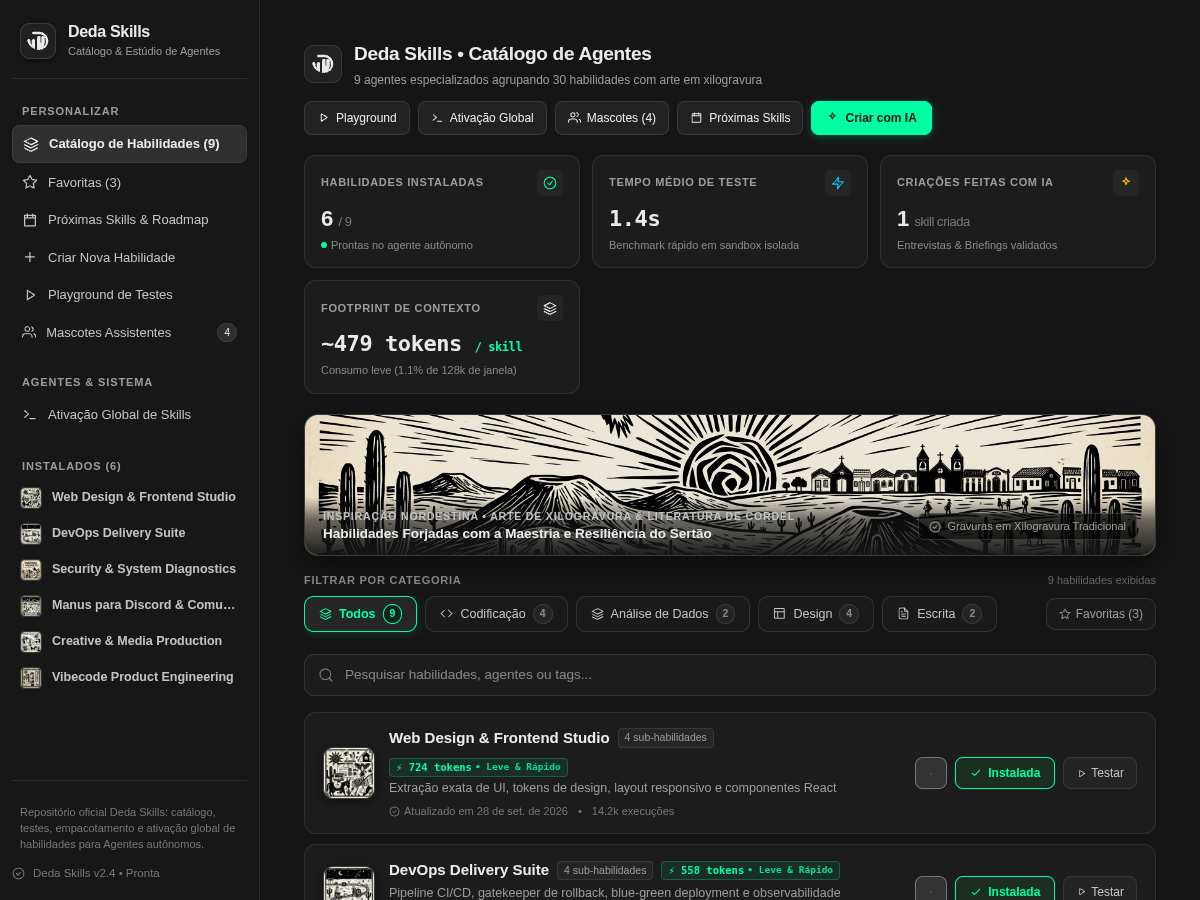 Deda Skills
Catálogo & Estúdio de Agentes
PERSONALIZAR
Catálogo de Habilidades (9)
Favoritas (3)
Próximas Skills & Roadmap
Criar Nova Habilidade
Playground de Testes
Mascotes Assistentes 4
AGENTES & SISTEMA
Ativação Global de Skills
INSTALADOS (6)
Web Design & Frontend Studio
DevOps Delivery Suite
Security & System Diagnostics
Manus para Discord & Comu…
Creative & Media Production
Vibecode Product Engineering
Repositório oficial Deda Skills: catálogo,
testes, empacotamento e ativação global de
habilidades para Agentes autônomos.
Deda Skills v2.4 • Pronta
Deda Skills • Catálogo de Agentes
9 agentes especializados agrupando 30 habilidades com arte em xilogravura
Playground
Ativação Global
Mascotes (4)
Próximas Skills
Criar com IA
HABILIDADES INSTALADAS
6 / 9
Prontas no agente autônomo
TEMPO MÉDIO DE TESTE
1.4s
Benchmark rápido em sandbox isolada
CRIAÇÕES FEITAS COM IA
1 skill criada
Entrevistas & Briefings validados
FOOTPRINT DE CONTEXTO
~479 tokens / skill
Consumo leve (1.1% de 128k de janela)
INSPIRAÇÃO NORDESTINA • ARTE DE XILOGRAVURA & LITERATURA DE CORDEL
Habilidades Forjadas com a Maestria e Resiliência do Sertão
Gravuras em Xilogravura Tradicional
FILTRAR POR CATEGORIA
9 habilidades exibidas
Todos 9
Codificação 4
Análise de Dados 2
Design 4
Escrita 2
Favoritas (3)
Pesquisar habilidades, agentes ou tags...
Web Design & Frontend Studio 4 sub-habilidades
⚡ 724 tokens • Leve & Rápido
Extração exata de UI, tokens de design, layout responsivo e componentes React
Atualizado em 28 de set. de 2026 • 14.2k execuções
Instalada
Testar
DevOps Delivery Suite 4 sub-habilidades ⚡ 558 tokens • Leve & Rápido
Pipeline CI/CD, gatekeeper de rollback, blue-green deployment e observabilidade
Instalada
Testar